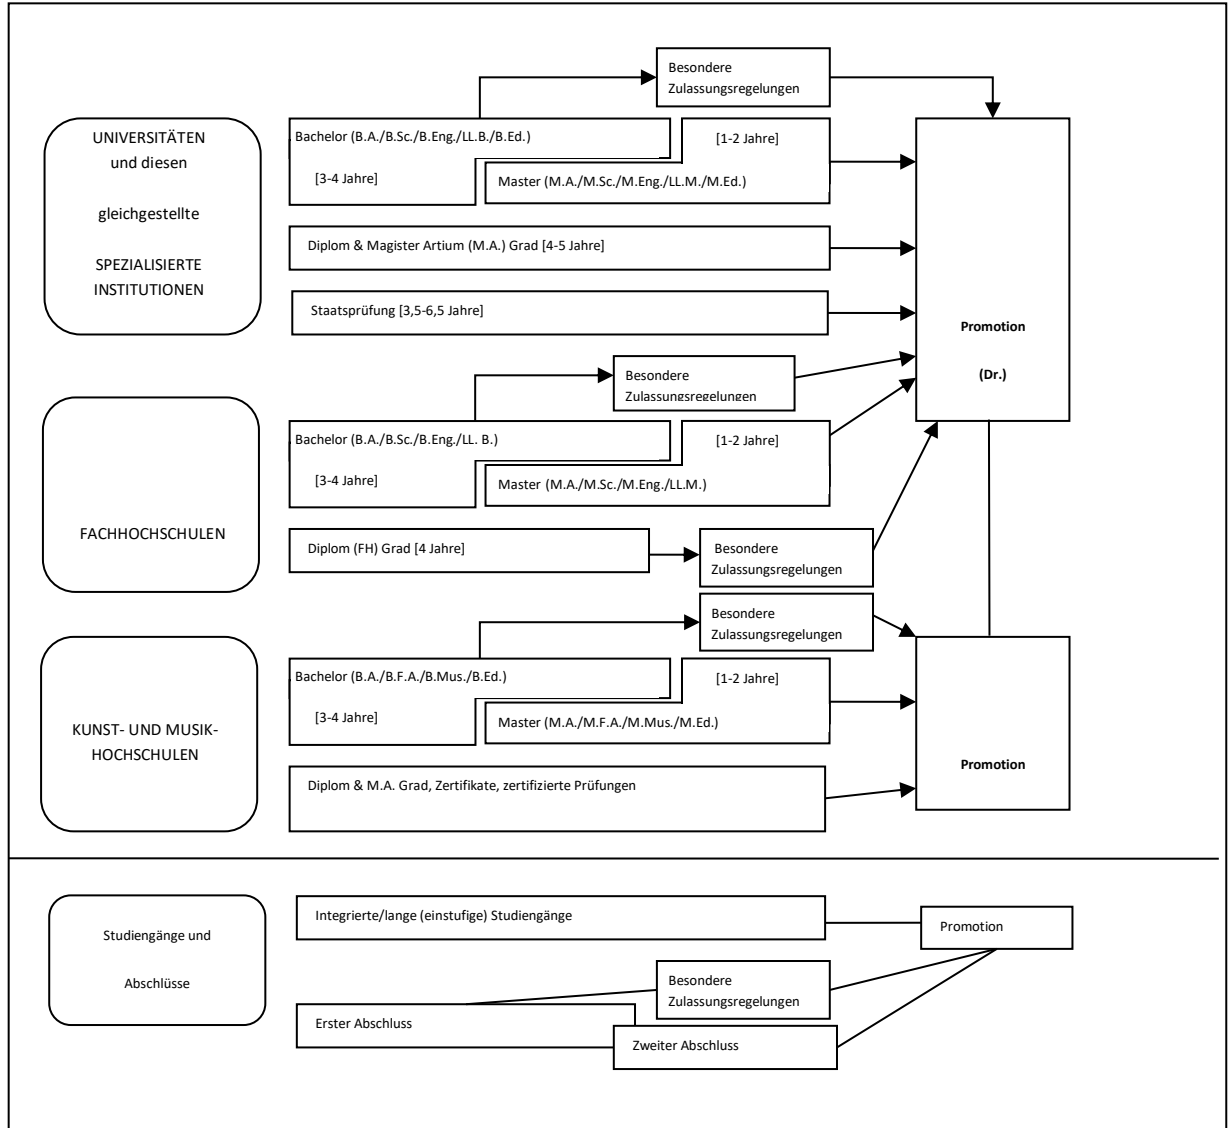 Besondere
Zulassungsregelungen
UNIVERSITÄTEN
und diesen
gleichgestellte
SPEZIALISIERTE
INSTITUTIONEN
Bachelor (B.A./B.Sc./B.Eng./LL.B./B.Ed.)
[3-4 Jahre]
[1-2 Jahre]
Master (M.A./M.Sc./M.Eng./LL.M./M.Ed.)
Diplom & Magister Artium (M.A.) Grad [4-5 Jahre]
Staatsprüfung [3,5-6,5 Jahre]
Promotion
(Dr.)
Besondere
Zulassungsregelungen
FACHHOCHSCHULEN
Bachelor (B.A./B.Sc./B.Eng./LL. B.)
[3-4 Jahre]
[1-2 Jahre]
Master (M.A./M.Sc./M.Eng./LL.M.)
Diplom (FH) Grad [4 Jahre]
Besondere
Zulassungsregelungen
Besondere
Zulassungsregelungen
KUNST- UND MUSIK-
HOCHSCHULEN
Bachelor (B.A./B.F.A./B.Mus./B.Ed.)
[3-4 Jahre]
[1-2 Jahre]
Master (M.A./M.F.A./M.Mus./M.Ed.)
Diplom & M.A. Grad, Zertifikate, zertifizierte Prüfungen
Promotion
Studiengänge und
Abschlüsse
Integrierte/lange (einstufige) Studiengänge
Promotion
Besondere
Zulassungsregelungen
Erster Abschluss
Zweiter Abschluss